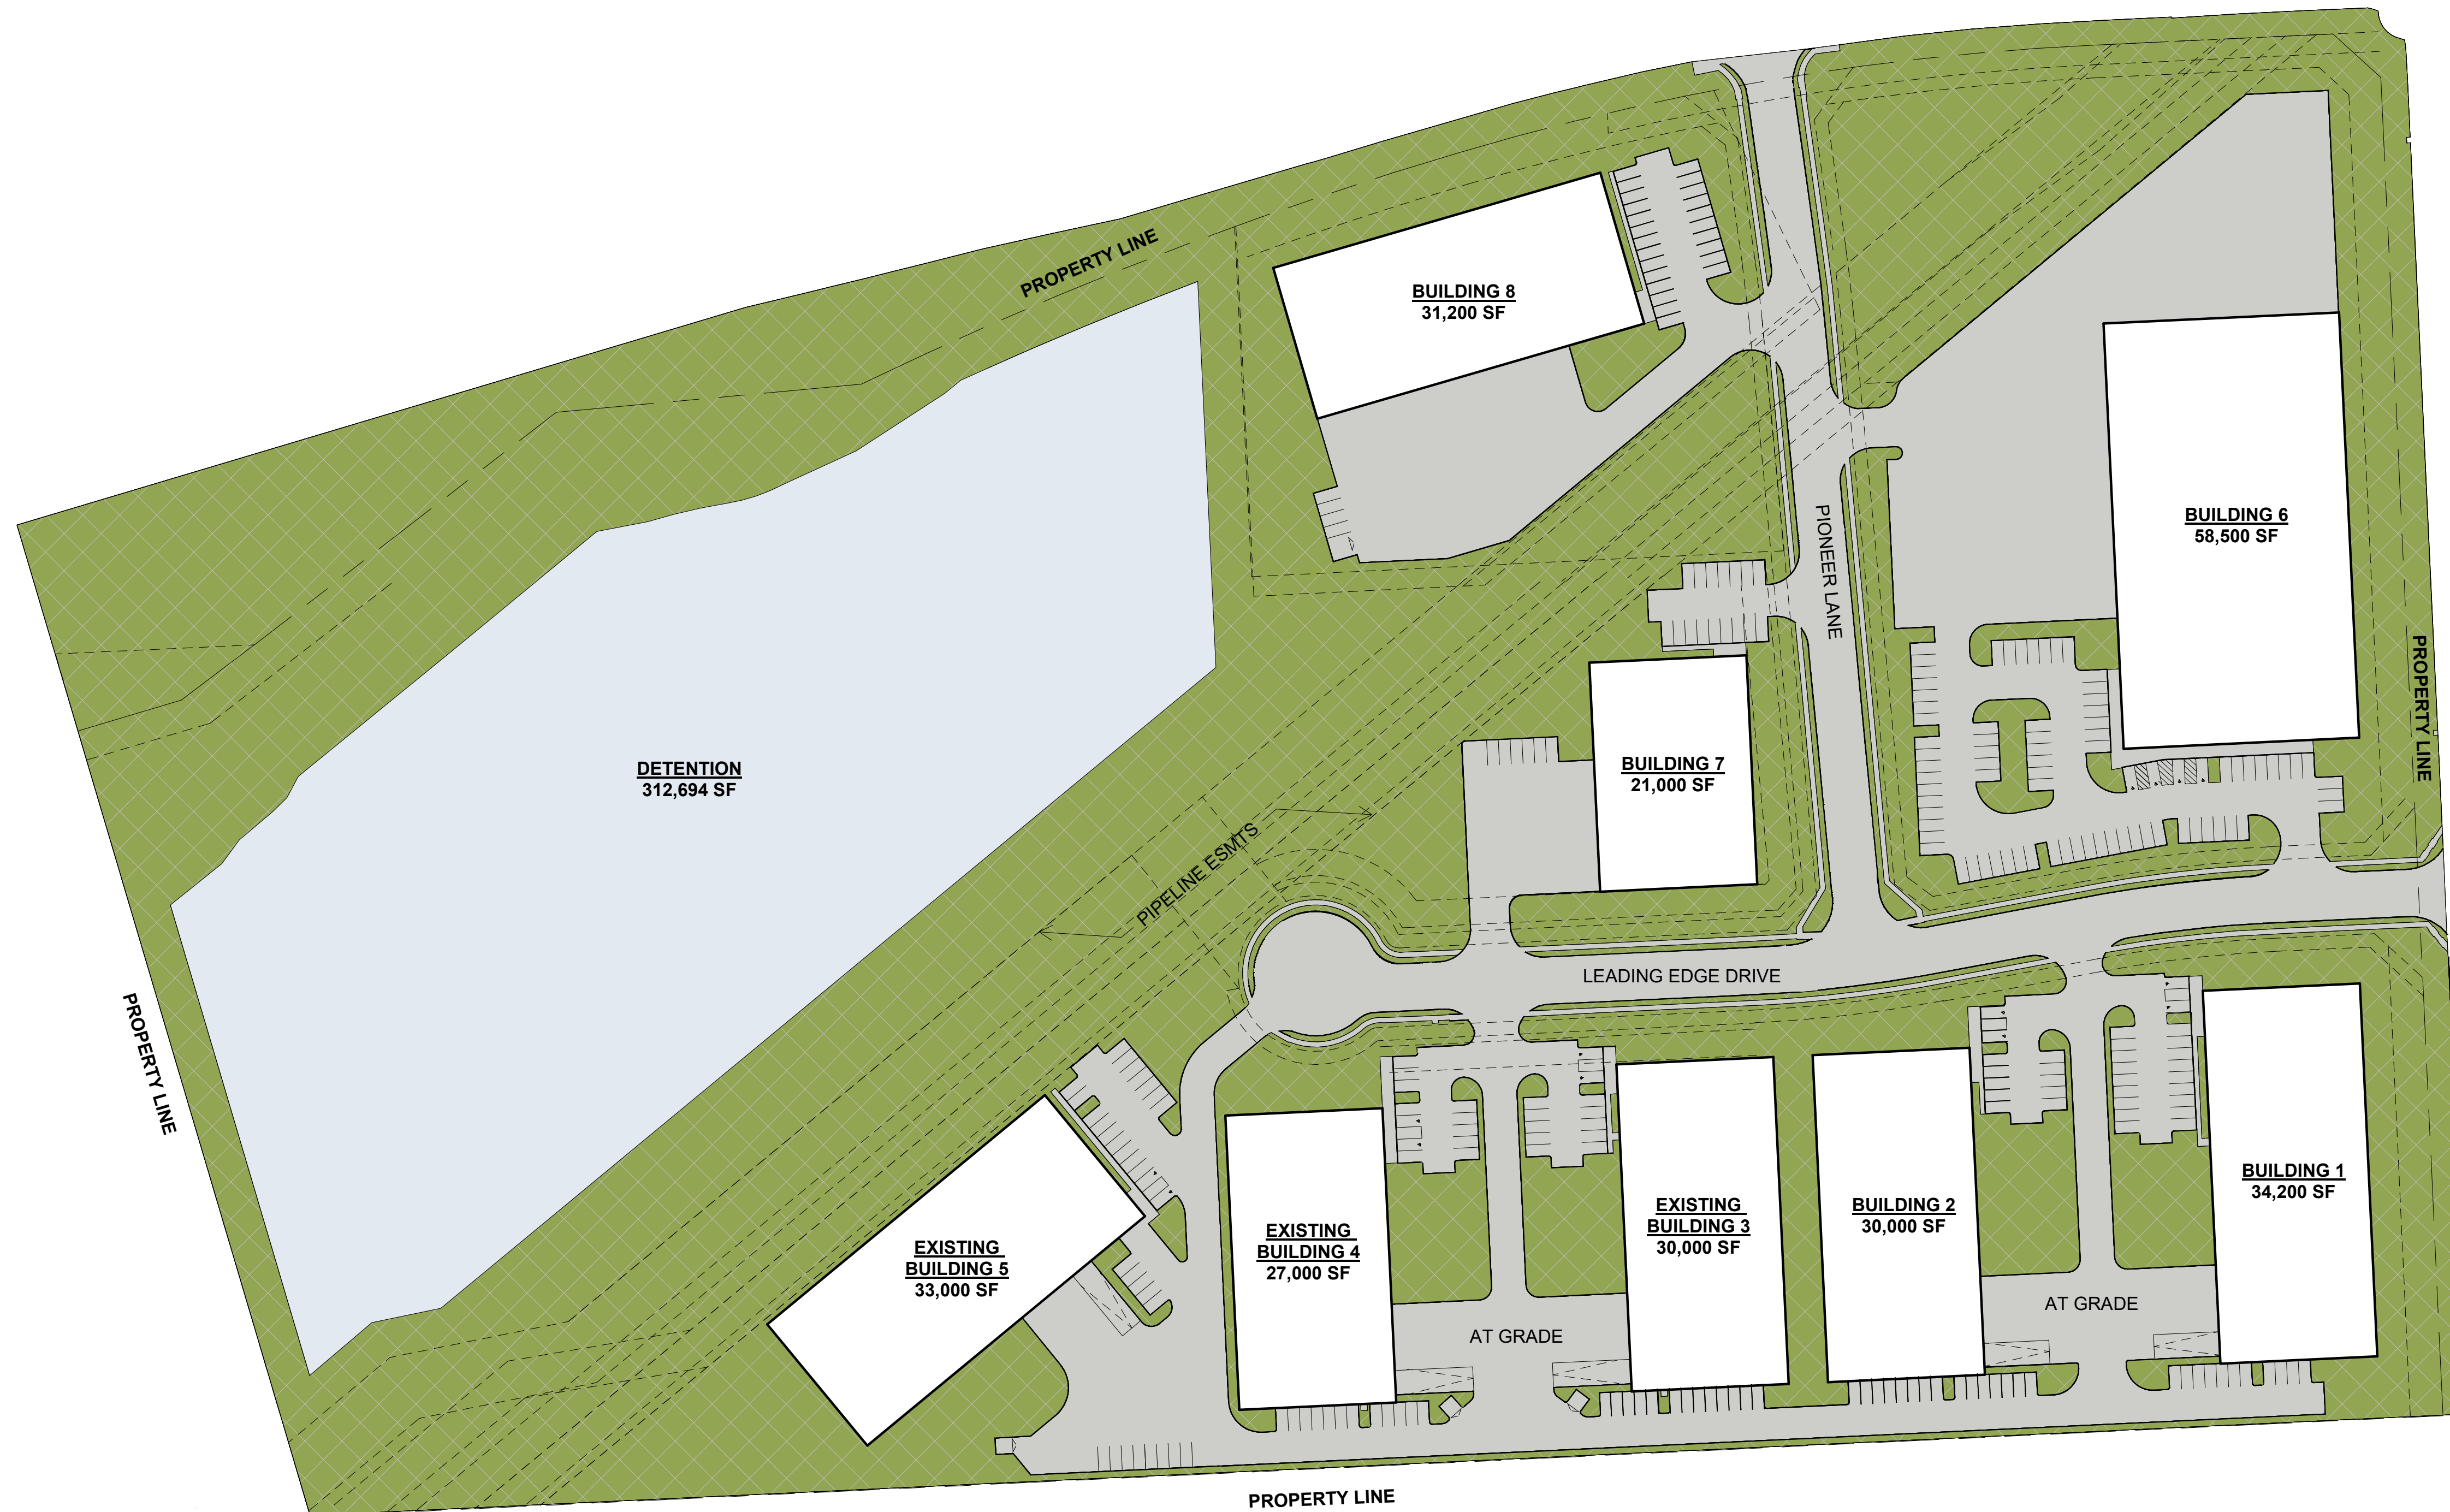 PROPERTY LINE
BUILDING 8
31,200 SF
BUILDING 6
58,500 SF
PIONEER LANE
PROPERTY LINE
DETENTION
312,694 SF
BUILDING 7
21,000 SF
PIPELINE ESMTS
LEADING EDGE DRIVE
PROPERTY LINE
BUILDING 1
34,200 SF
EXISTING
BUILDING 3
30,000 SF
BUILDING 2
30,000 SF
EXISTING
BUILDING 4
27,000 SF
EXISTING
BUILDING 5
33,000 SF
AT GRADE
AT GRADE
PROPERTY LINE